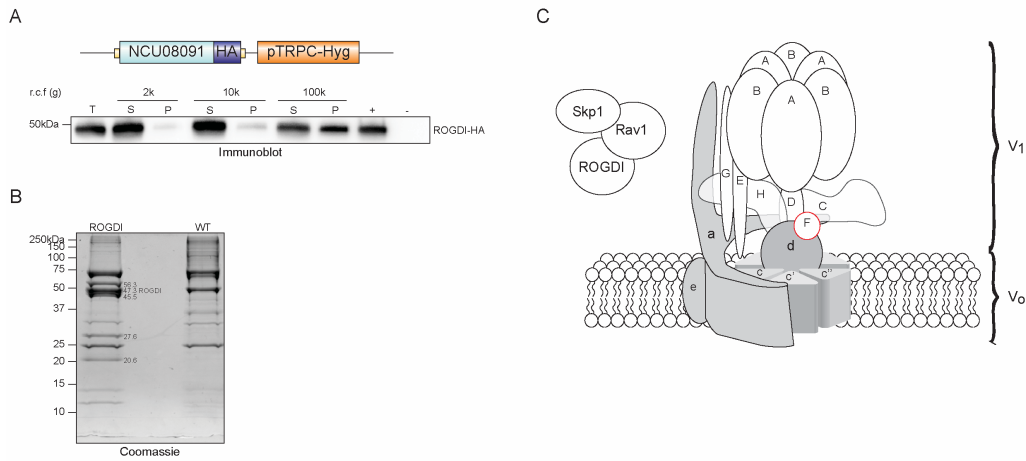 A
NCU08091 HA pTRPC-Hyg
r.c.f (g) 2k 10k 100k
T S P S P S P + -
50kDa
ROGDI-HA
Immunoblot
B
ROGDI WT
250kDa
150
100
75
50
37
25
20
15
10
56.3
47.3 ROGDI
45.5
27.6
20.6
Coomassie
C
Skp1
Rav1
ROGDI
B
A A
B B
A
G E H D C
F
a d
c c' c"
e
V1
Vo